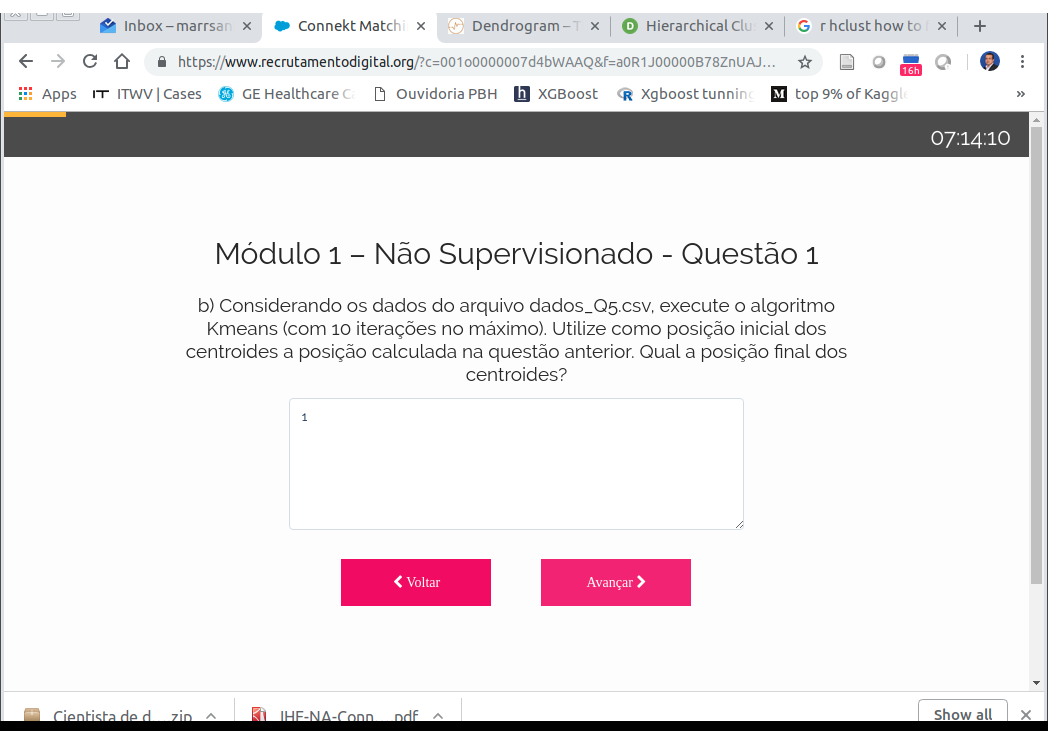 Inbox – marrsan
Connekt Matchi
Dendrogram – T
Hierarchical Clu
r hclust how to
https://www.recrutamentodigital.org/?c=001o0000007d4bWAAQ&f=a0R1J00000B78ZnUAJ...
16h
Apps
ITWV | Cases
GE Healthcare C
Ouvidoria PBH
XGBoost
Xgboost tunning
top 9% of Kaggle
»
07:14:10
Módulo 1 – Não Supervisionado - Questão 1
b) Considerando os dados do arquivo dados_Q5.csv, execute o algoritmo
Kmeans (com 10 iterações no máximo). Utilize como posição inicial dos
centroides a posição calculada na questão anterior. Qual a posição final dos
centroides?
1
Voltar
Avançar
Cientista de d....zip
IHF-NA-Conn....pdf
Show all